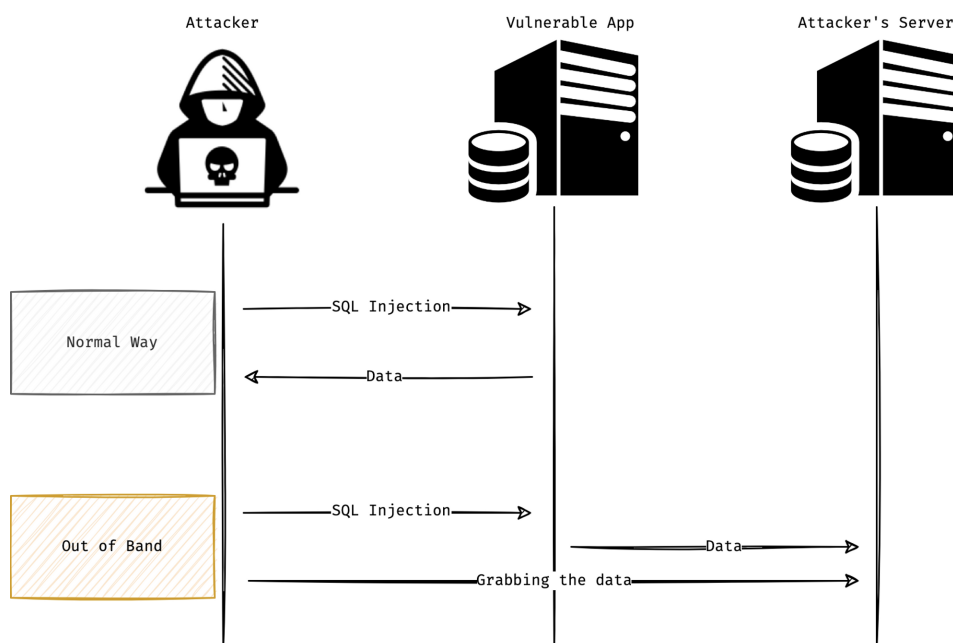 Attacker
Vulnerable App
Attacker's Server
SQL Injection
Normal Way
Data
SQL Injection
Out of Band
Data
Grabbing the data